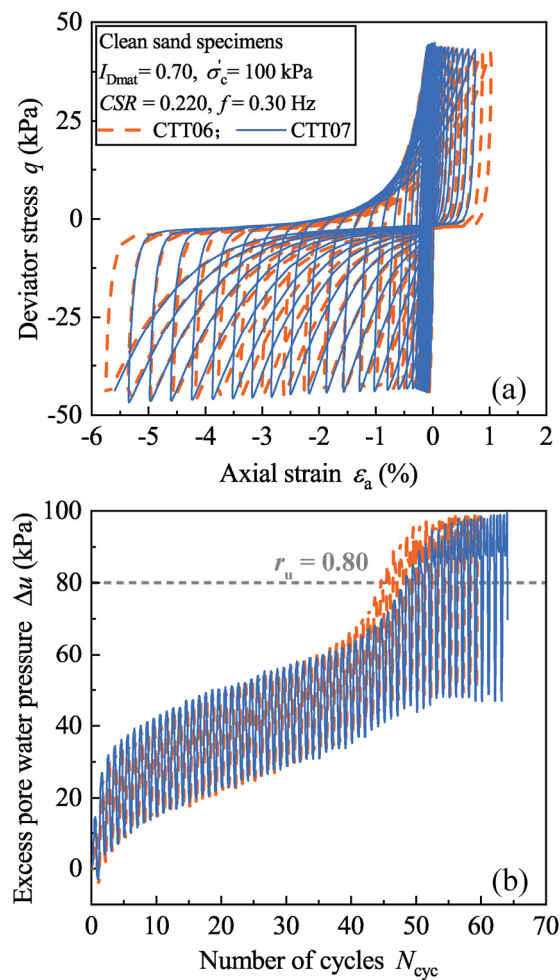 50
25
0
-25
-50
Deviator stress q (kPa)
Clean sand specimens
I_Dmat = 0.70, σ'_c = 100 kPa
CSR = 0.220, f = 0.30 Hz
CTT06; CTT07
(a)
-6 -5 -4 -3 -2 -1 0 1 2
Axial strain ε_a (%)
100
80
60
40
20
0
Excess pore water pressure Δu (kPa)
r_u = 0.80
(b)
0 10 20 30 40 50 60 70
Number of cycles N_cyc